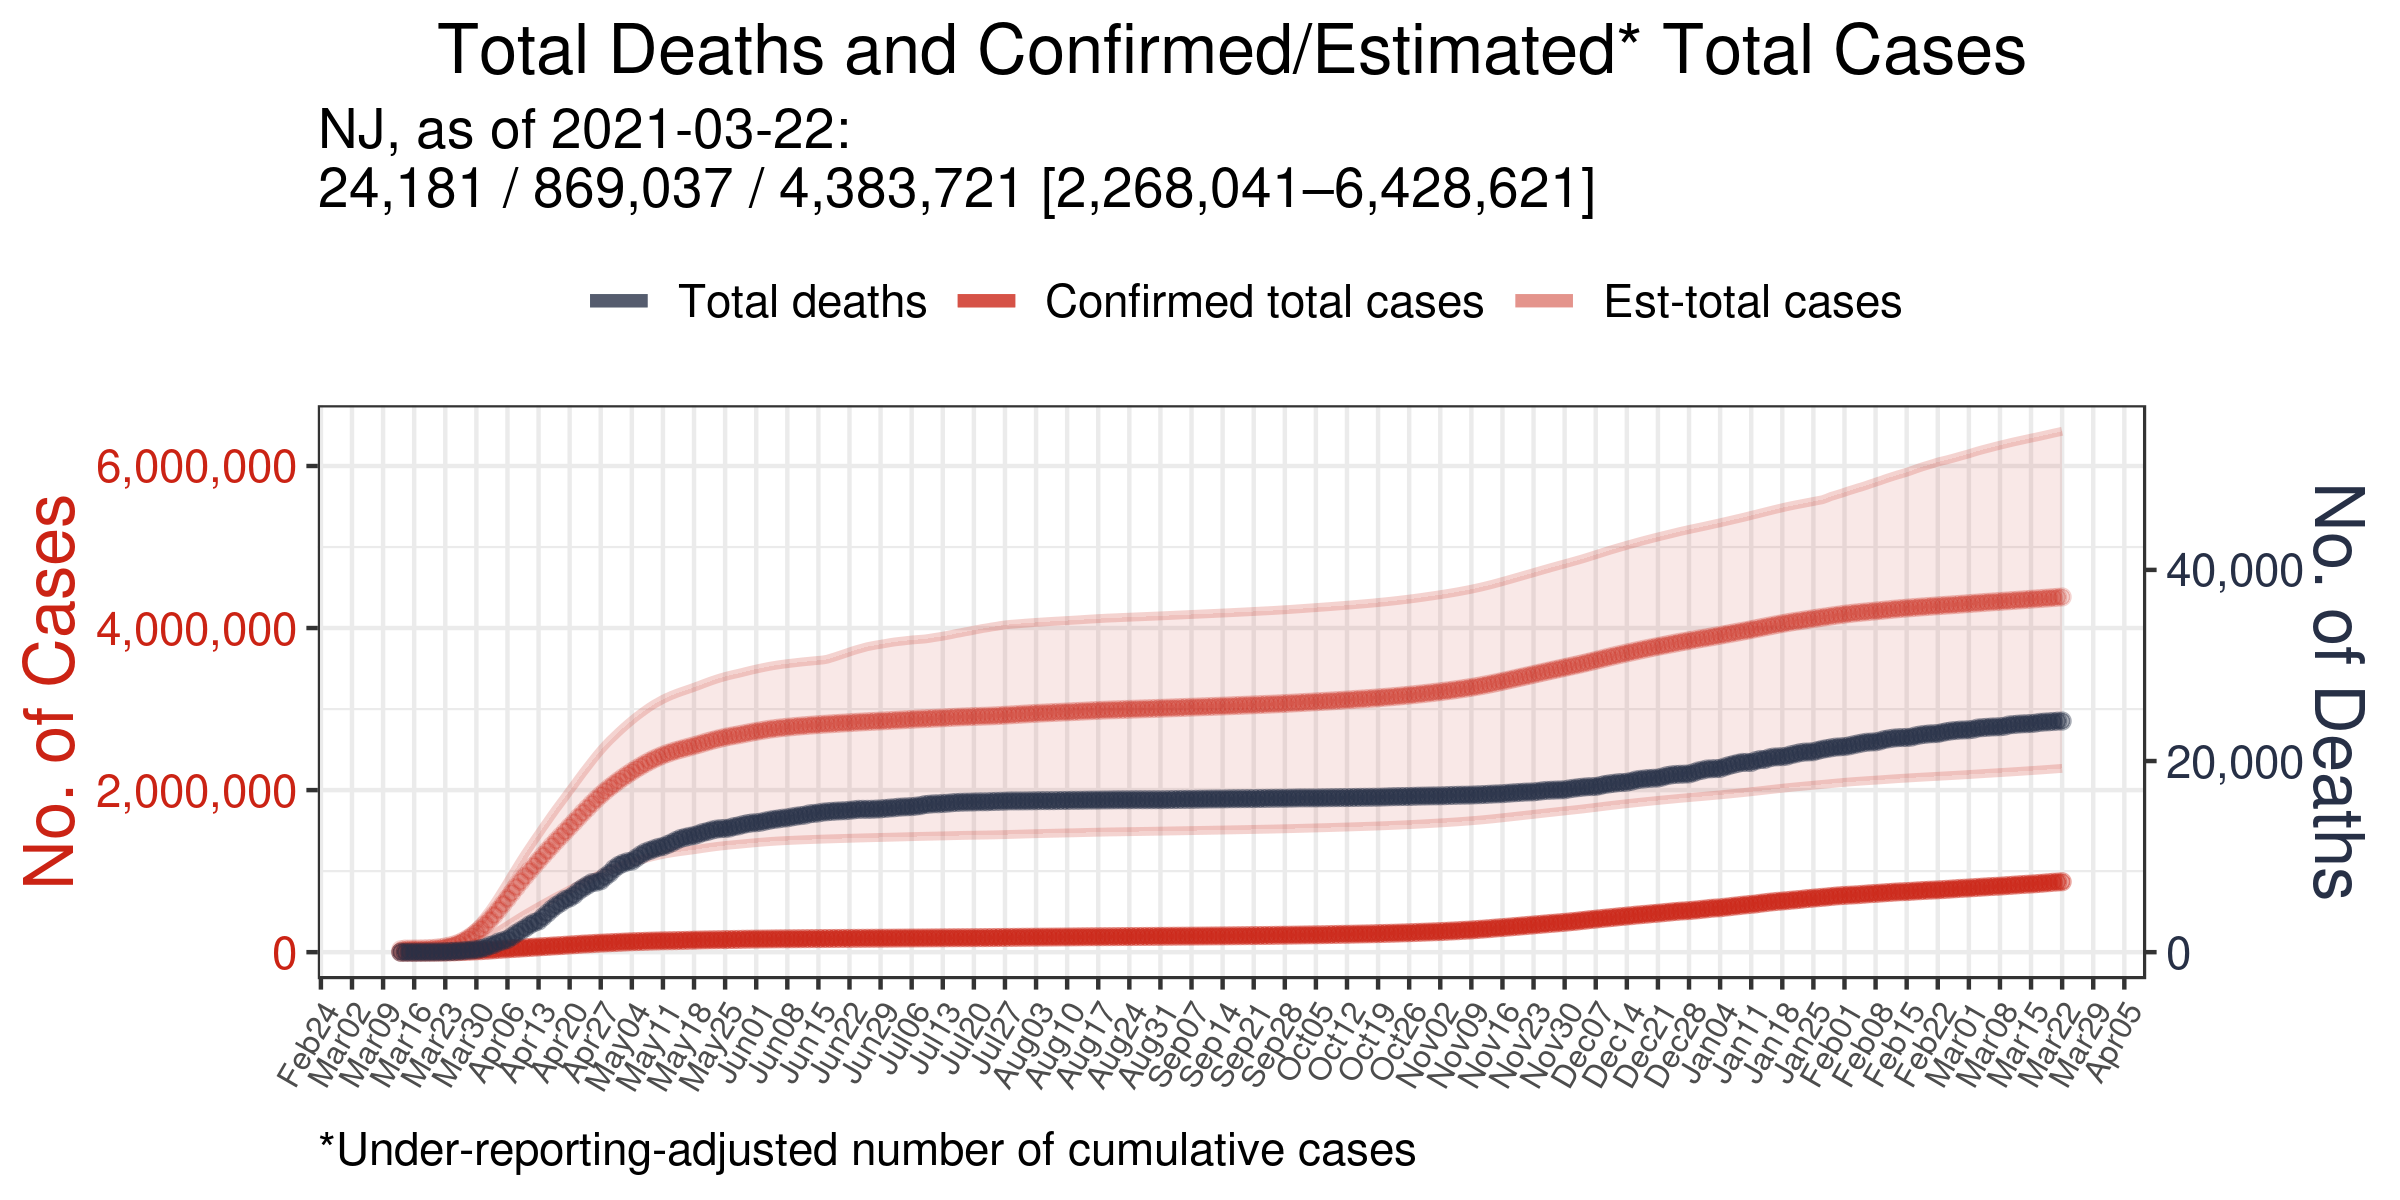 Total Deaths and Confirmed/Estimated* Total Cases
NJ, as of 2021-03-22:
24,181 / 869,037 / 4,383,721 [2,268,041–6,428,621]
Total deaths
Confirmed total cases
Est-total cases
No. of Cases
6,000,000
4,000,000
2,000,000
0
40,000
20,000
0
No. of Deaths
Feb24
Mar02
Mar09
Mar16
Mar23
Mar30
Apr06
Apr13
Apr20
Apr27
May04
May11
May18
May25
Jun01
Jun08
Jun15
Jun22
Jun29
Jul06
Jul13
Jul20
Jul27
Aug03
Aug10
Aug17
Aug24
Aug31
Sep07
Sep14
Sep21
Sep28
Oct05
Oct12
Oct19
Oct26
Nov02
Nov09
Nov16
Nov23
Nov30
Dec07
Dec14
Dec21
Dec28
Jan04
Jan11
Jan18
Jan25
Feb01
Feb08
Feb15
Feb22
Mar01
Mar08
Mar15
Mar22
Mar29
Apr05
*Under-reporting-adjusted number of cumulative cases